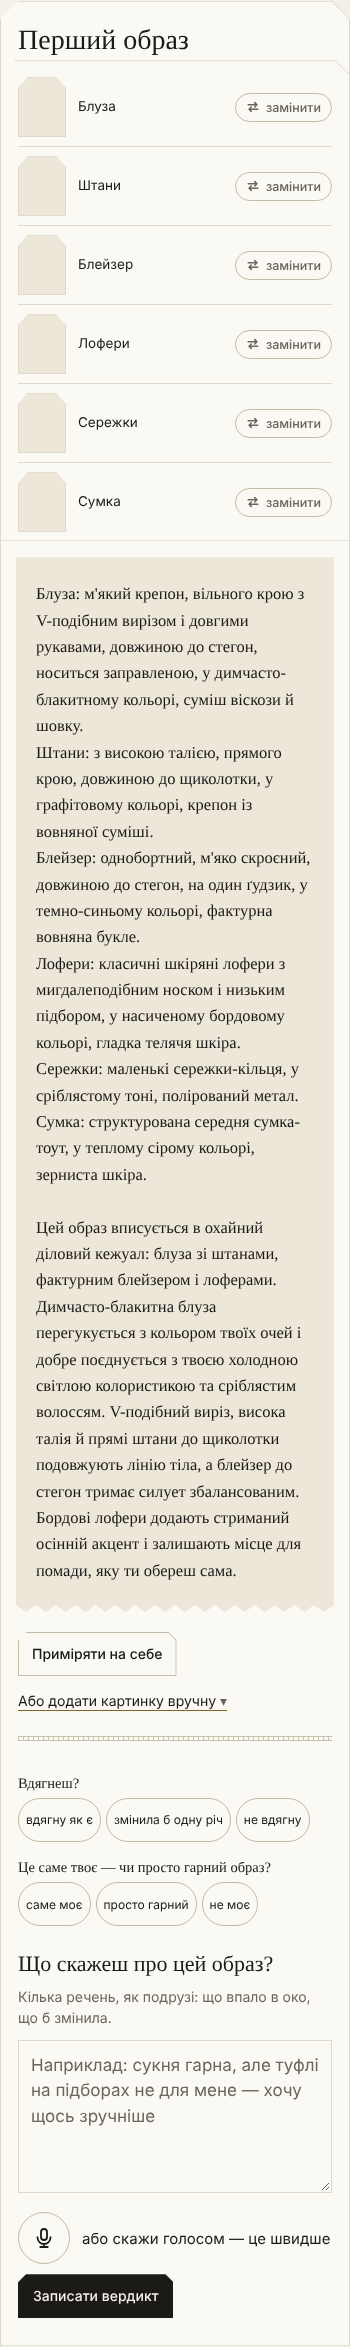 Перший образ
Блуза
⇄ замінити
Штани
⇄ замінити
Блейзер
⇄ замінити
Лофери
⇄ замінити
Сережки
⇄ замінити
Сумка
⇄ замінити
Блуза: м'який крепон, вільного крою з
V-подібним вирізом і довгими
рукавами, довжиною до стегон,
носиться заправленою, у димчасто-
блакитному кольорі, суміш віскози й
шовку.
Штани: з високою талією, прямого
крою, довжиною до щиколотки, у
графітовому кольорі, крепон із
вовняної суміші.
Блейзер: однобортний, м'яко скроєний,
довжиною до стегон, на один ґудзик, у
темно-синьому кольорі, фактурна
вовняна букле.
Лофери: класичні шкіряні лофери з
мигдалеподібним носком і низьким
підбором, у насиченому бордовому
кольорі, гладка теляча шкіра.
Сережки: маленькі сережки-кільця, у
сріблястому тоні, полірований метал.
Сумка: структурована середня сумка-
тоут, у теплому сірому кольорі,
зерниста шкіра.
Цей образ вписується в охайний
діловий кежуал: блуза зі штанами,
фактурним блейзером і лоферами.
Димчасто-блакитна блуза
перегукується з кольором твоїх очей і
добре поєднується з твоєю холодною
світлою колористикою та сріблястим
волоссям. V-подібний виріз, висока
талія й прямі штани до щиколотки
подовжують лінію тіла, а блейзер до
стегон тримає силует збалансованим.
Бордові лофери додають стриманий
осінній акцент і залишають місце для
помади, яку ти обереш сама.
Приміряти на себе
Або додати картинку вручну ▾
Вдягнеш?
вдягну як є
змінила б одну річ
не вдягну
Це саме твоє — чи просто гарний образ?
саме моє
просто гарний
не моє
Що скажеш про цей образ?
Кілька речень, як подрузі: що впало в око,
що б змінила.
Наприклад: сукня гарна, але туфлі
на підборах не для мене — хочу
щось зручніше
або скажи голосом — це швидше
Записати вердикт